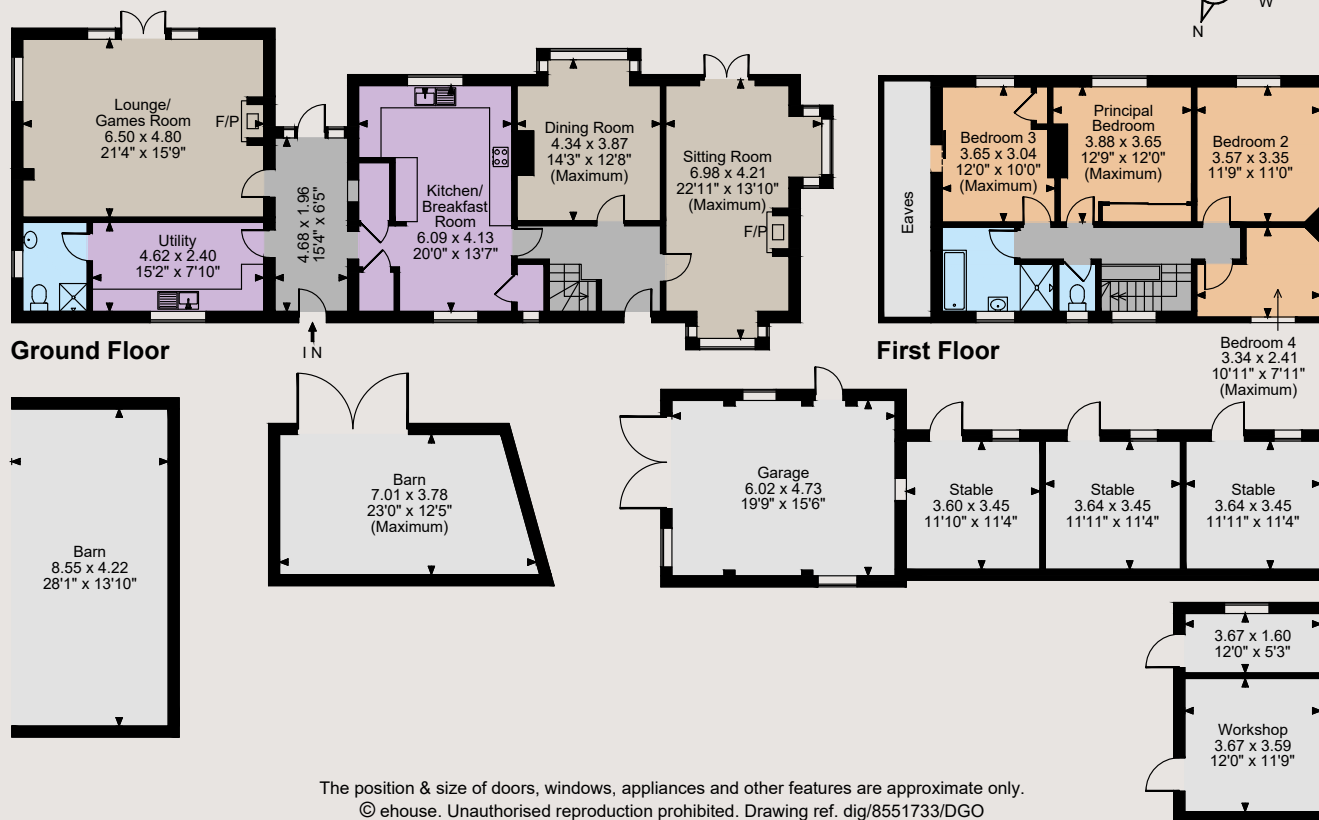 N
W
Lounge/
Games Room
6.50 x 4.80
21'4" x 15'9"
F/P
Utility
4.62 x 2.40
15'2" x 7'10"
4.68 x 1.96
15'4" x 6'5"
Kitchen/
Breakfast
Room
6.09 x 4.13
20'0" x 13'7"
Dining Room
4.34 x 3.87
14'3" x 12'8"
(Maximum)
Sitting Room
6.98 x 4.21
22'11" x 13'10"
(Maximum)
F/P
IN
Ground Floor
Eaves
Bedroom 3
3.65 x 3.04
12'0" x 10'0"
(Maximum)
Principal
Bedroom
3.88 x 3.65
12'9" x 12'0"
(Maximum)
Bedroom 2
3.57 x 3.35
11'9" x 11'0"
Bedroom 4
3.34 x 2.41
10'11" x 7'11"
(Maximum)
First Floor
Barn
8.55 x 4.22
28'1" x 13'10"
Barn
7.01 x 3.78
23'0" x 12'5"
(Maximum)
Garage
6.02 x 4.73
19'9" x 15'6"
Stable
3.60 x 3.45
11'10" x 11'4"
Stable
3.64 x 3.45
11'11" x 11'4"
Stable
3.64 x 3.45
11'11" x 11'4"
3.67 x 1.60
12'0" x 5'3"
Workshop
3.67 x 3.59
12'0" x 11'9"
The position & size of doors, windows, appliances and other features are approximate only.
© ehouse. Unauthorised reproduction prohibited. Drawing ref. dig/8551733/DGO